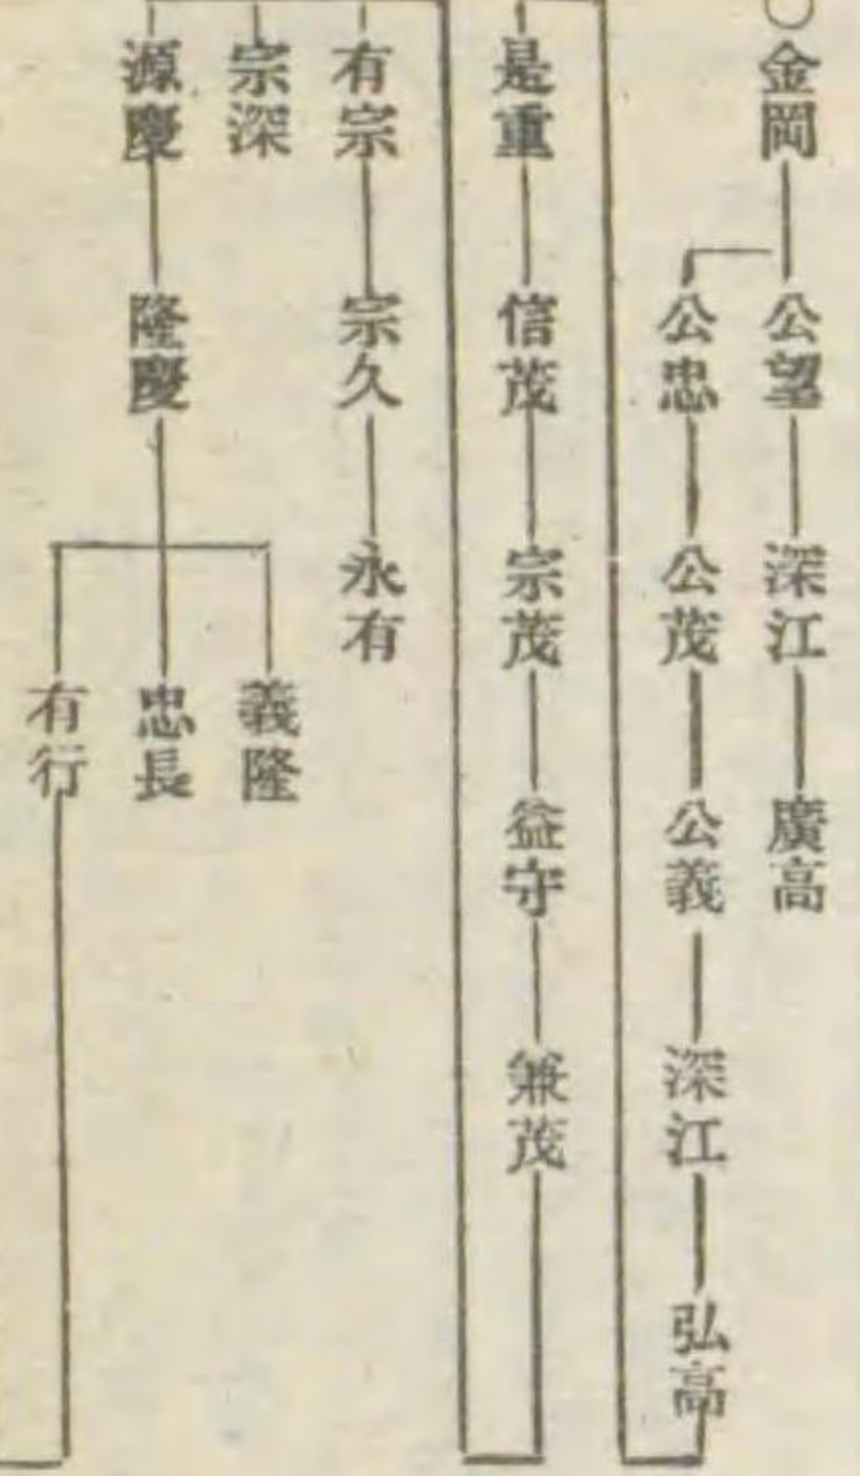 ○金岡
公望
深江
廣高
公忠
公茂
公義
深江
弘高
是重
信茂
宗茂
益守
兼茂
有宗
宗久
永有
宗深
源慶
隆慶
義隆
忠長
有行